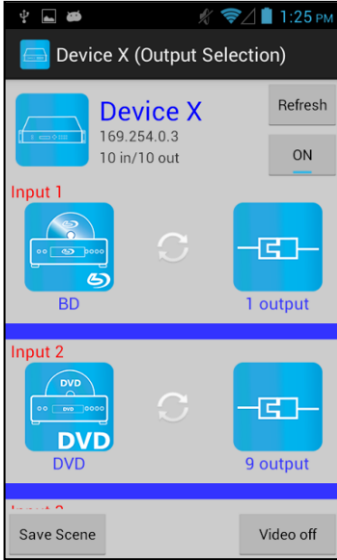 1:25 PM
Device X (Output Selection)
Device X
Refresh
169.254.0.3
10 in/10 out
ON
Input 1
BD
1 output
Input 2
DVD
DVD
DVD
9 output
Save Scene
Video off